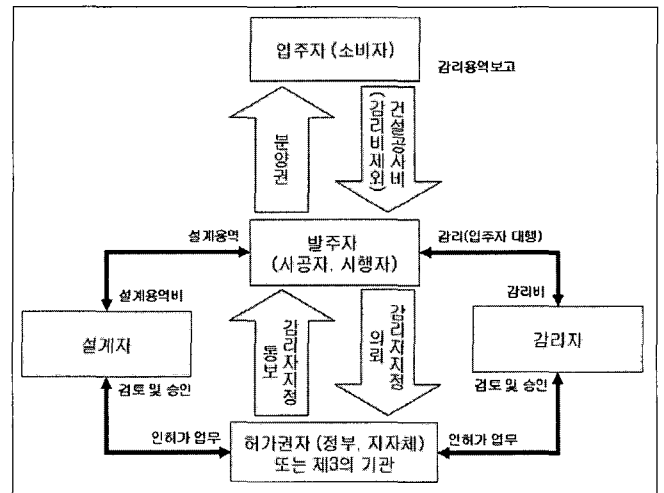 입주자 (소비자)
감리용역보고
분양권
건설공사비
(감리비제외)
설계용역
발주자
(시공자, 시행자)
감리(입주자 대행)
설계용역비
감리비
설계자
감리자지정
통보
감리자지정
의뢰
감리자
검토 및 승인
검토 및 승인
인허가 업무
허가권자 (정부, 지자체)
또는 제3의 기관
인허가 업무